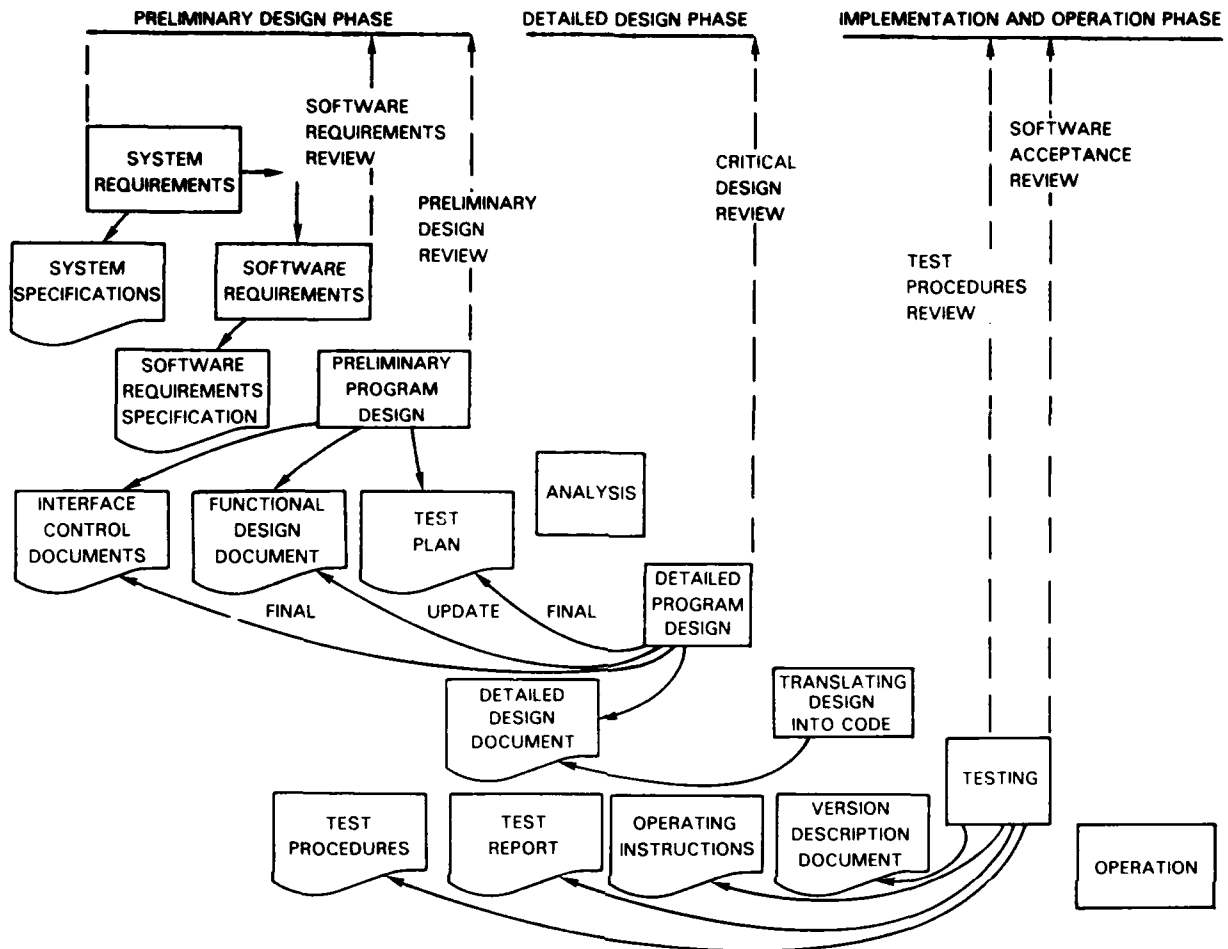 PRELIMINARY DESIGN PHASE
DETAILED DESIGN PHASE
IMPLEMENTATION AND OPERATION PHASE
SOFTWARE
REQUIREMENTS
REVIEW
SOFTWARE
ACCEPTANCE
REVIEW
SYSTEM
REQUIREMENTS
CRITICAL
DESIGN
REVIEW
PRELIMINARY
DESIGN
REVIEW
SYSTEM
SPECIFICATIONS
SOFTWARE
REQUIREMENTS
TEST
PROCEDURES
REVIEW
SOFTWARE
REQUIREMENTS
SPECIFICATION
PRELIMINARY
PROGRAM
DESIGN
INTERFACE
CONTROL
DOCUMENTS
FUNCTIONAL
DESIGN
DOCUMENT
TEST
PLAN
ANALYSIS
DETAILED
PROGRAM
DESIGN
FINAL
UPDATE
FINAL
DETAILED
DESIGN
DOCUMENT
TRANSLATING
DESIGN
INTO CODE
TESTING
TEST
PROCEDURES
TEST
REPORT
OPERATING
INSTRUCTIONS
VERSION
DESCRIPTION
DOCUMENT
OPERATION